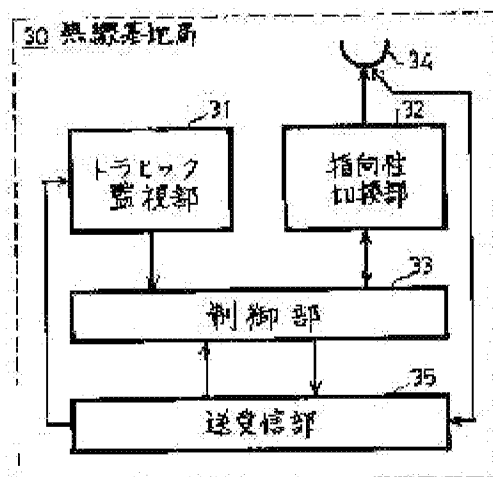 30 無線基地局
34
31
32
トラヒック
監視部
指向性
切換部
33
制御部
35
送受信部